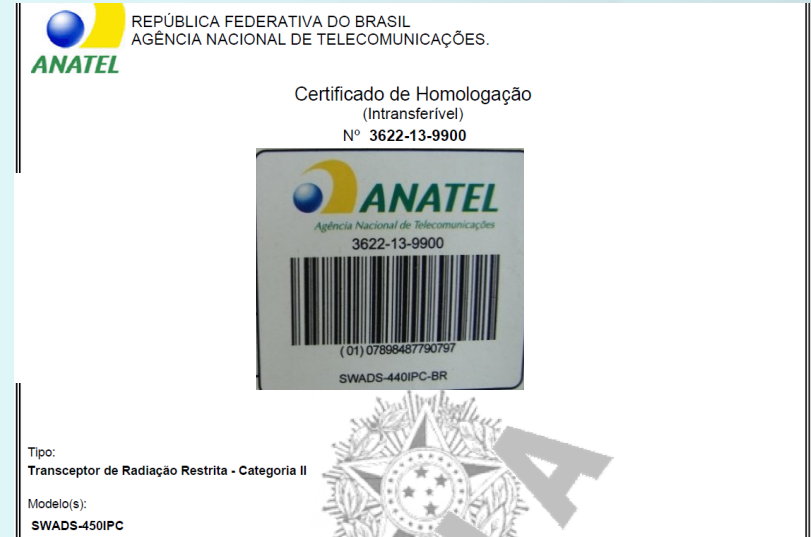 REPÚBLICA FEDERATIVA DO BRASIL
AGÊNCIA NACIONAL DE TELECOMUNICAÇÕES.
ANATEL
Certificado de Homologação
(Intransferível)
Nº 3622-13-9900
ANATEL
Agência Nacional de Telecomunicações
3622-13-9900
( 01) 07898487790797
SWADS-440IPC-BR
Tipo:
Transceptor de Radiação Restrita - Categoria II
Modelo(s):
SWADS-450IPC